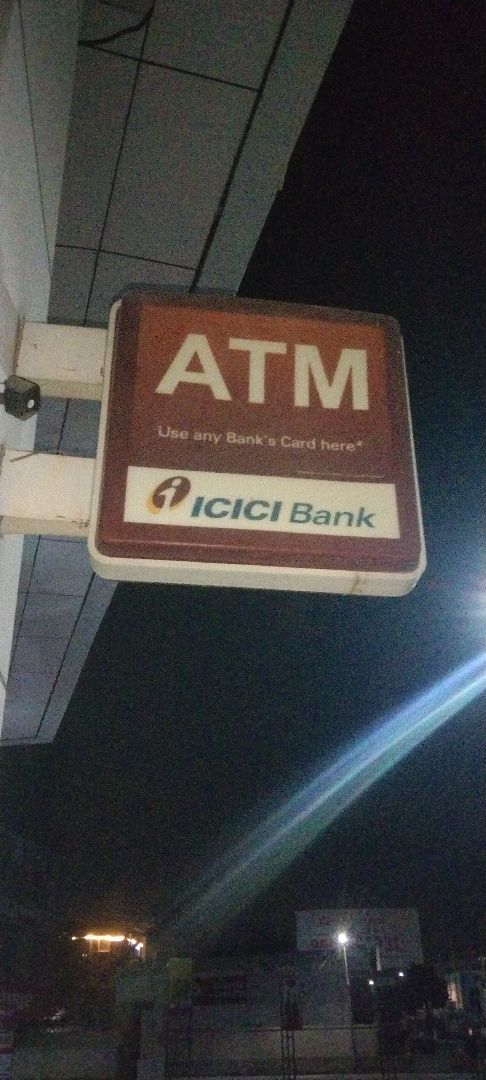 ATM
Use any Bank's Card here*
ICICI Bank